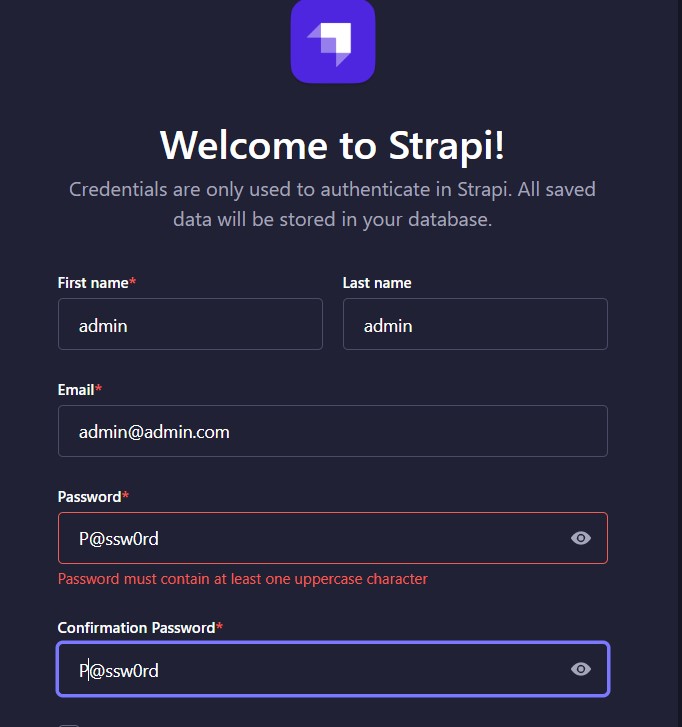 Welcome to Strapi!
Credentials are only used to authenticate in Strapi. All saved
data will be stored in your database.
First name*
Last name
admin
admin
Email*
admin@admin.com
Password*
P@ssw0rd
Password must contain at least one uppercase character
Confirmation Password*
P@ssw0rd